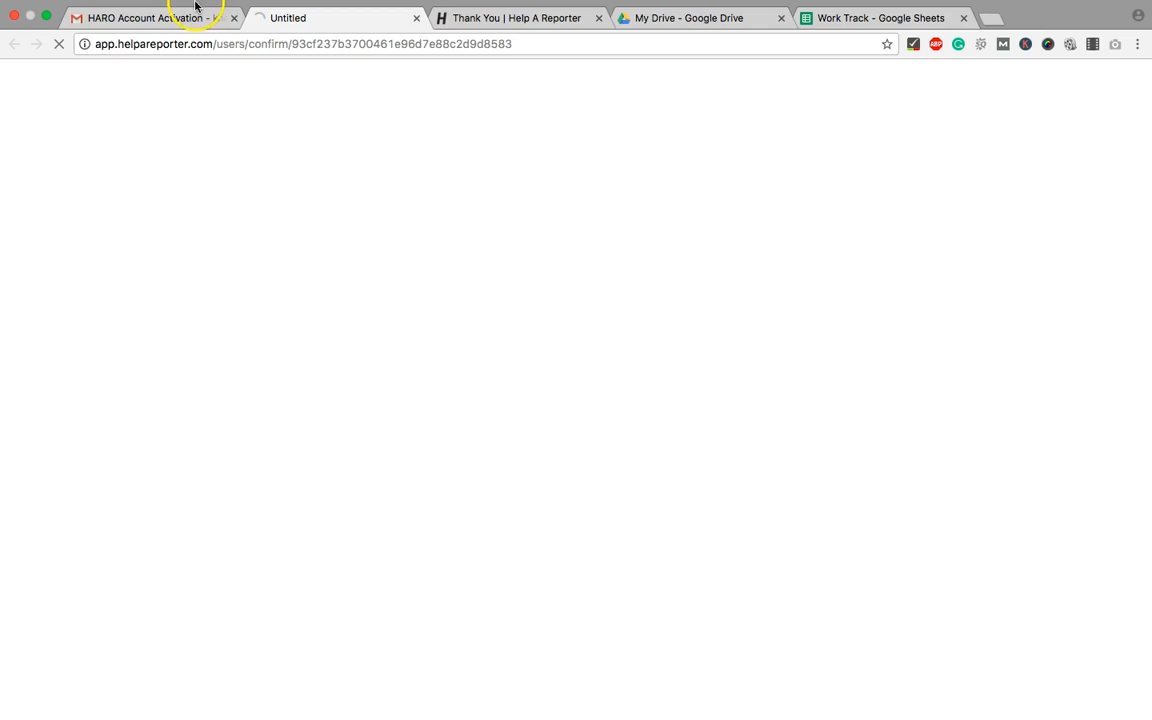 HARO Account Activation -
Untitled
Thank You | Help A Reporter
My Drive - Google Drive
Work Track - Google Sheets
app.helpareporter.com/users/confirm/93cf237b3700461e96d7e88c2d9d8583
ABP
M
K